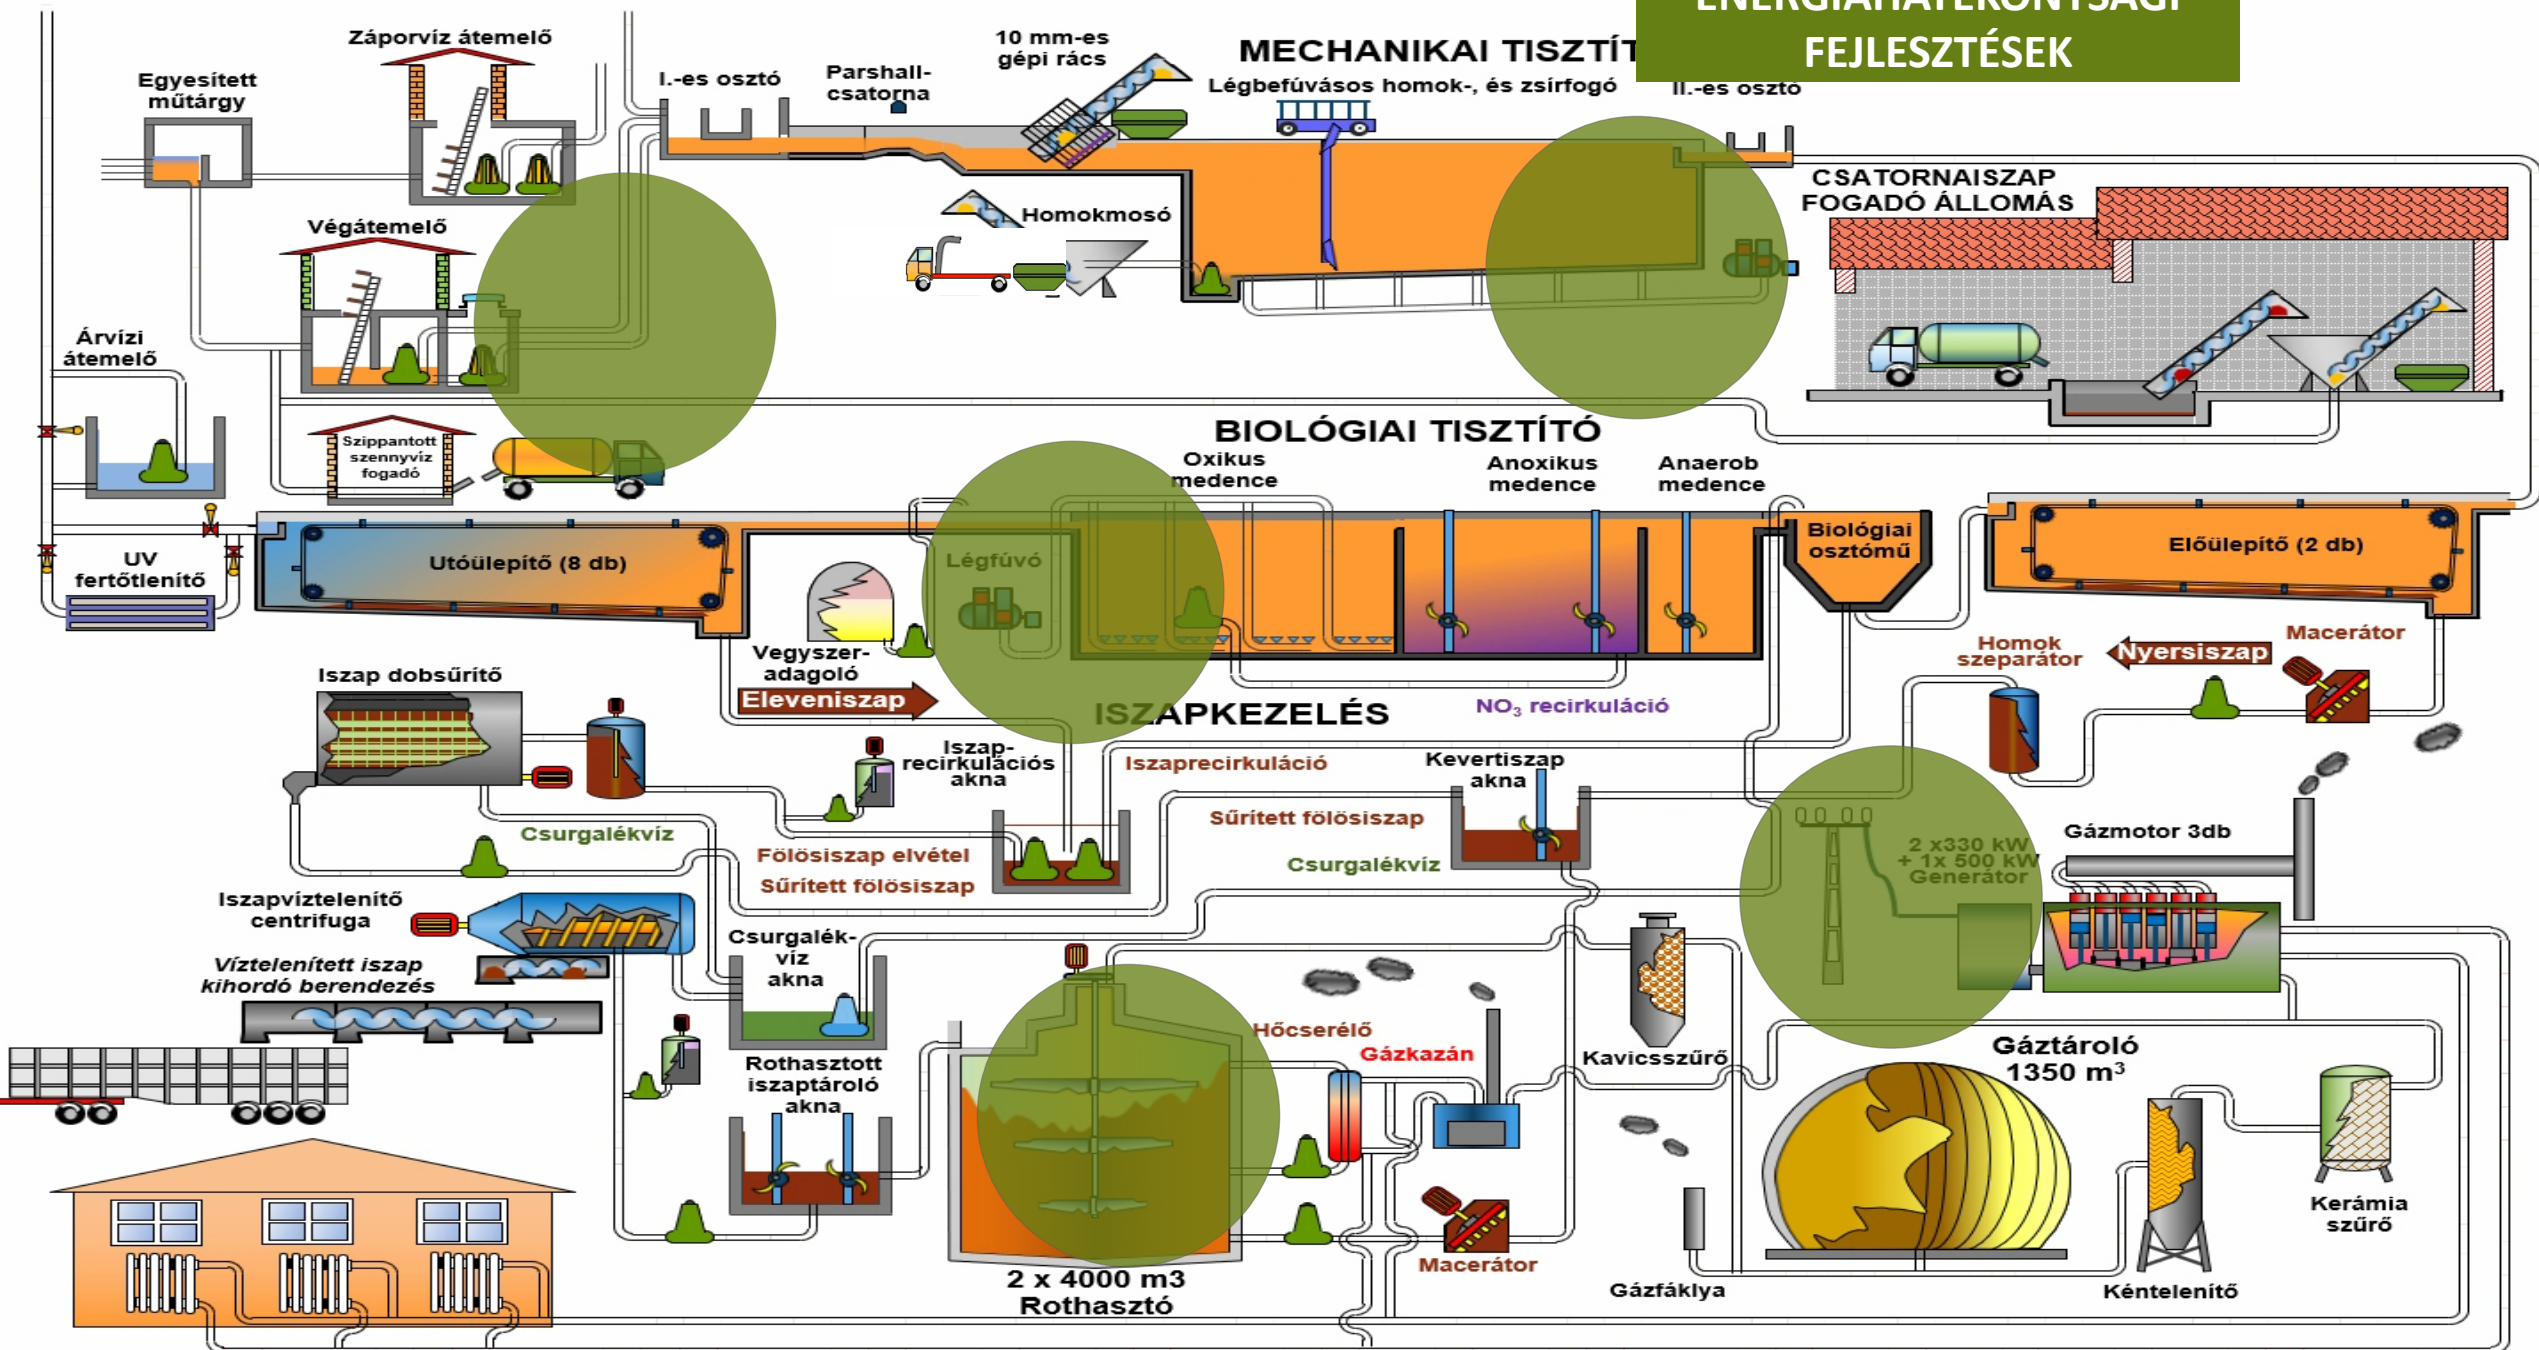 ENERGIAHATÉKONYSÁGI
FEJLESZTÉSEK
MECHANIKAI TISZTÍT
Záporvíz átemelő
Egyesített
műtárgy
I.-es osztó
Parshall-
csatorna
10 mm-es
gépi rács
Légbefúvásos homok-, és zsírfogó
II.-es osztó
Végátemelő
Homokmosó
CSATORNAISZAP
FOGADÓ ÁLLOMÁS
Árvízi
átemelő
Szippantott
szennyvíz
fogadó
BIOLÓGIAI TISZTÍTÓ
Oxikus
medence
Anoxikus
medence
Anaerob
medence
Biológiai
osztómű
Előülepítő (2 db)
Utóülepítő (8 db)
Légfúvó
UV
fertőtlenítő
Vegyszer-
adagoló
Eleveniszap
Homok
szeparátor
Nyersiszap
Macerátor
Iszap dobsűrítő
ISZAPKEZELÉS
NO3 recirkuláció
Iszap-
recirkulációs
akna
Iszaprecirkuláció
Kevertiszap
akna
Sűrített fölösiszap
Csurgalékvíz
Csurgalékvíz
Fölösiszap elvétel
Sűrített fölösiszap
2 x330 kW
+ 1x 500 kW
Generátor
Gázmotor 3db
Iszapvíztelenítő
centrifuga
Víztelenített iszap
kihordó berendezés
Csurgalék-
víz
akna
Rothasztott
iszaptároló
akna
Hőcserélő
Gázkazán
Kavicsszűrő
Gáztároló
1350 m3
Kerámia
szűrő
Macerátor
2 x 4000 m3
Rothasztó
Gázfáklya
Kéntelenítő